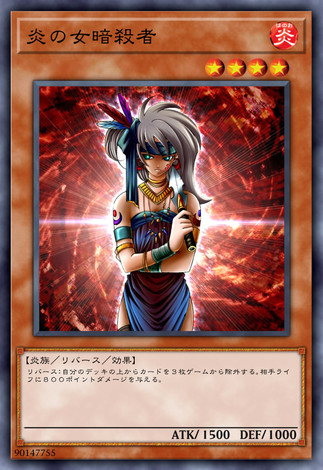 炎の女暗殺者
ほのお
炎
【炎族／リバース／効果】
リバース：自分のデッキの上からカードを３枚ゲームから除外する。相手ライ
フに８００ポイントダメージを与える。
ATK/ 1500 DEF/ 1000
90147755